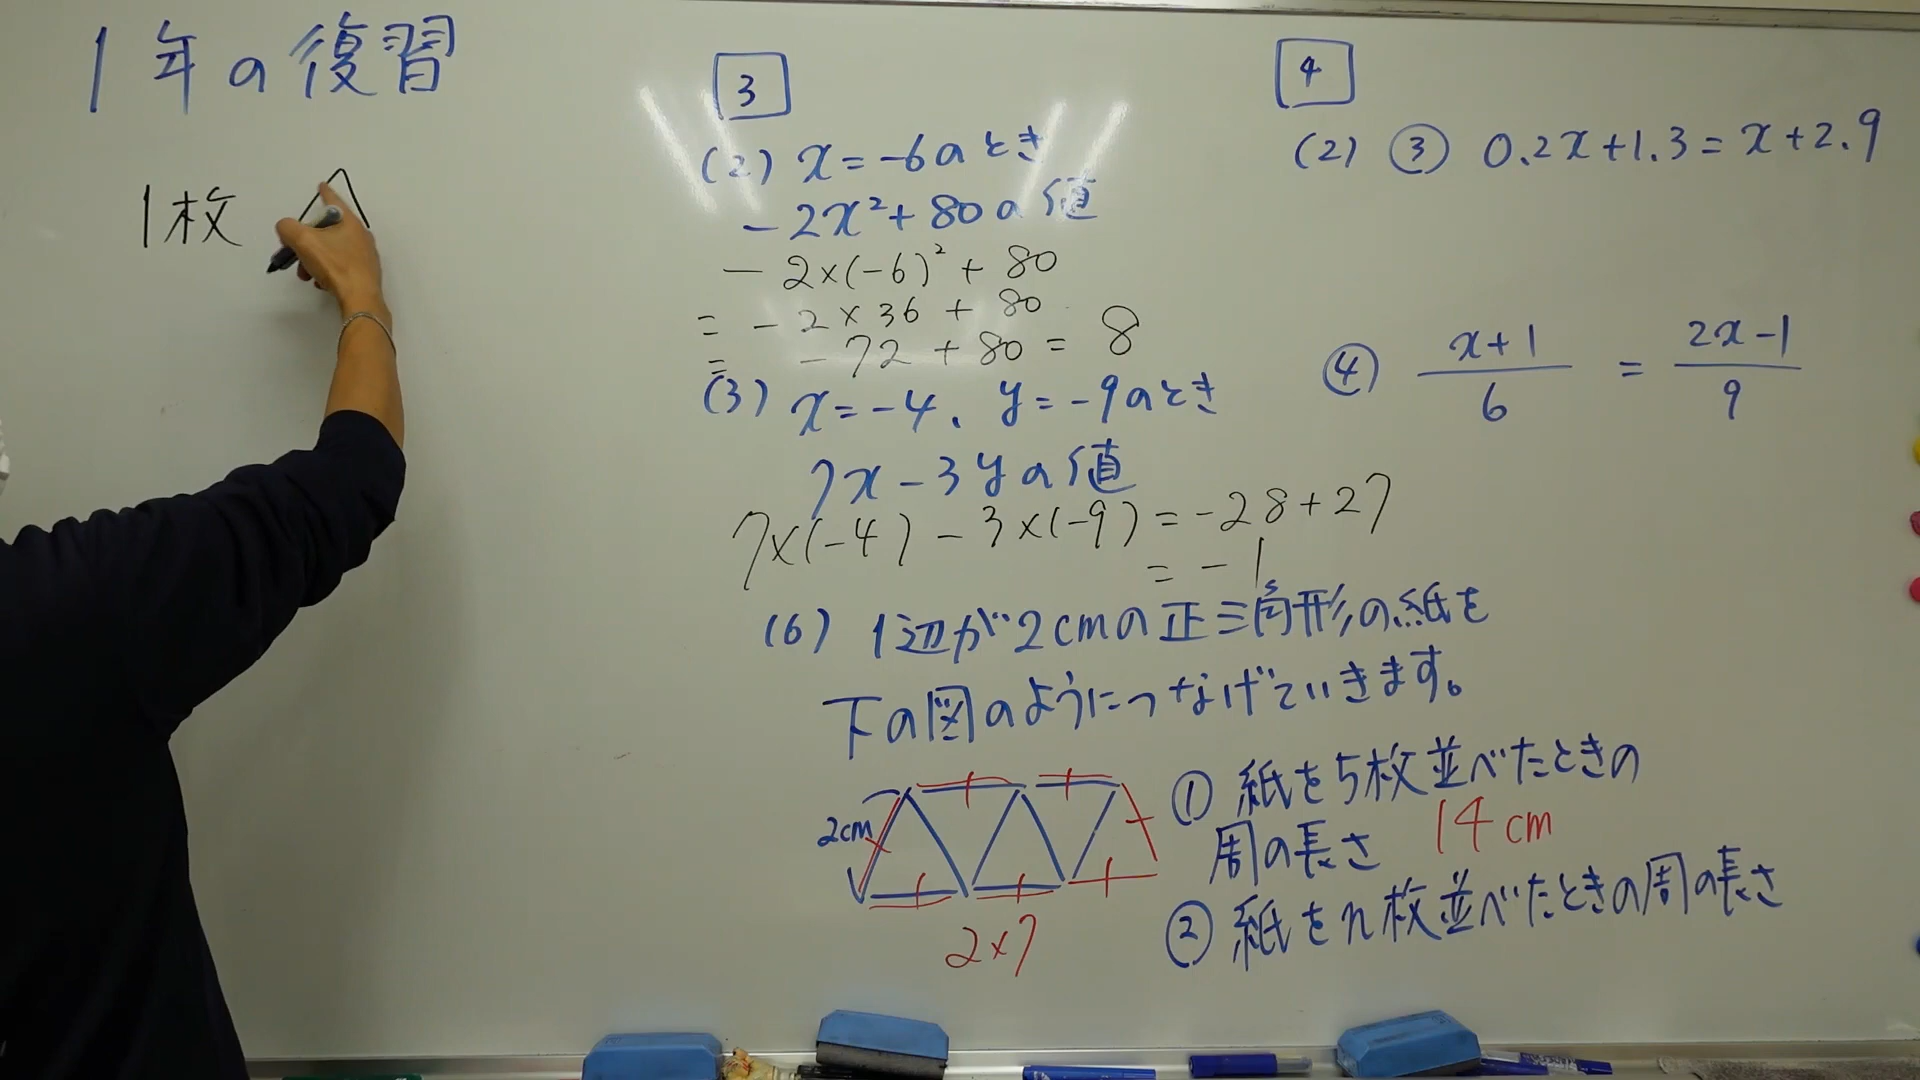 1年の復習
1枚
3
(2) x=-6のとき
-2x²+80の値
-2×(-6)²+80
= -2×36+80
= -72+80=8
(3) x=-4、y=-9のとき
7x-3yの値
7×(-4)-3×(-9)=-28+27
=-1
(6) 1辺が2cmの正三角形の紙を
下の図のようにつなげていきます。
2cm
2×7
① 紙を5枚並べたときの
周の長さ 14cm
② 紙をn枚並べたときの周の長さ
4
(2) ③ 0.2x+1.3=x+2.9
④ (x+1)/6 = (2x-1)/9